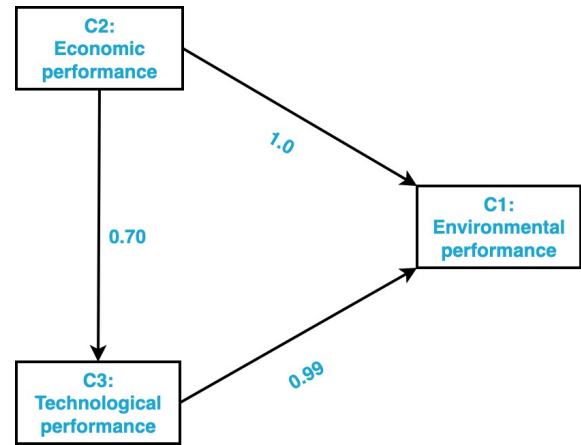 C2:
Economic
performance
1.0
C1:
Environmental
performance
0.70
0.99
C3:
Technological
performance